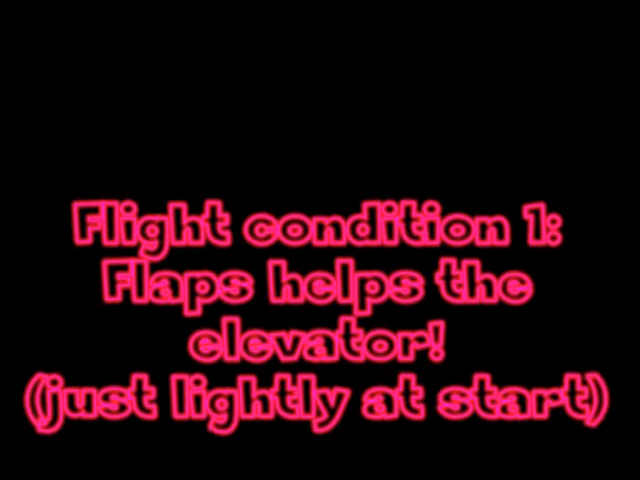 Flight condition 1:
Flaps helps the
elevator!
(just lightly at start)